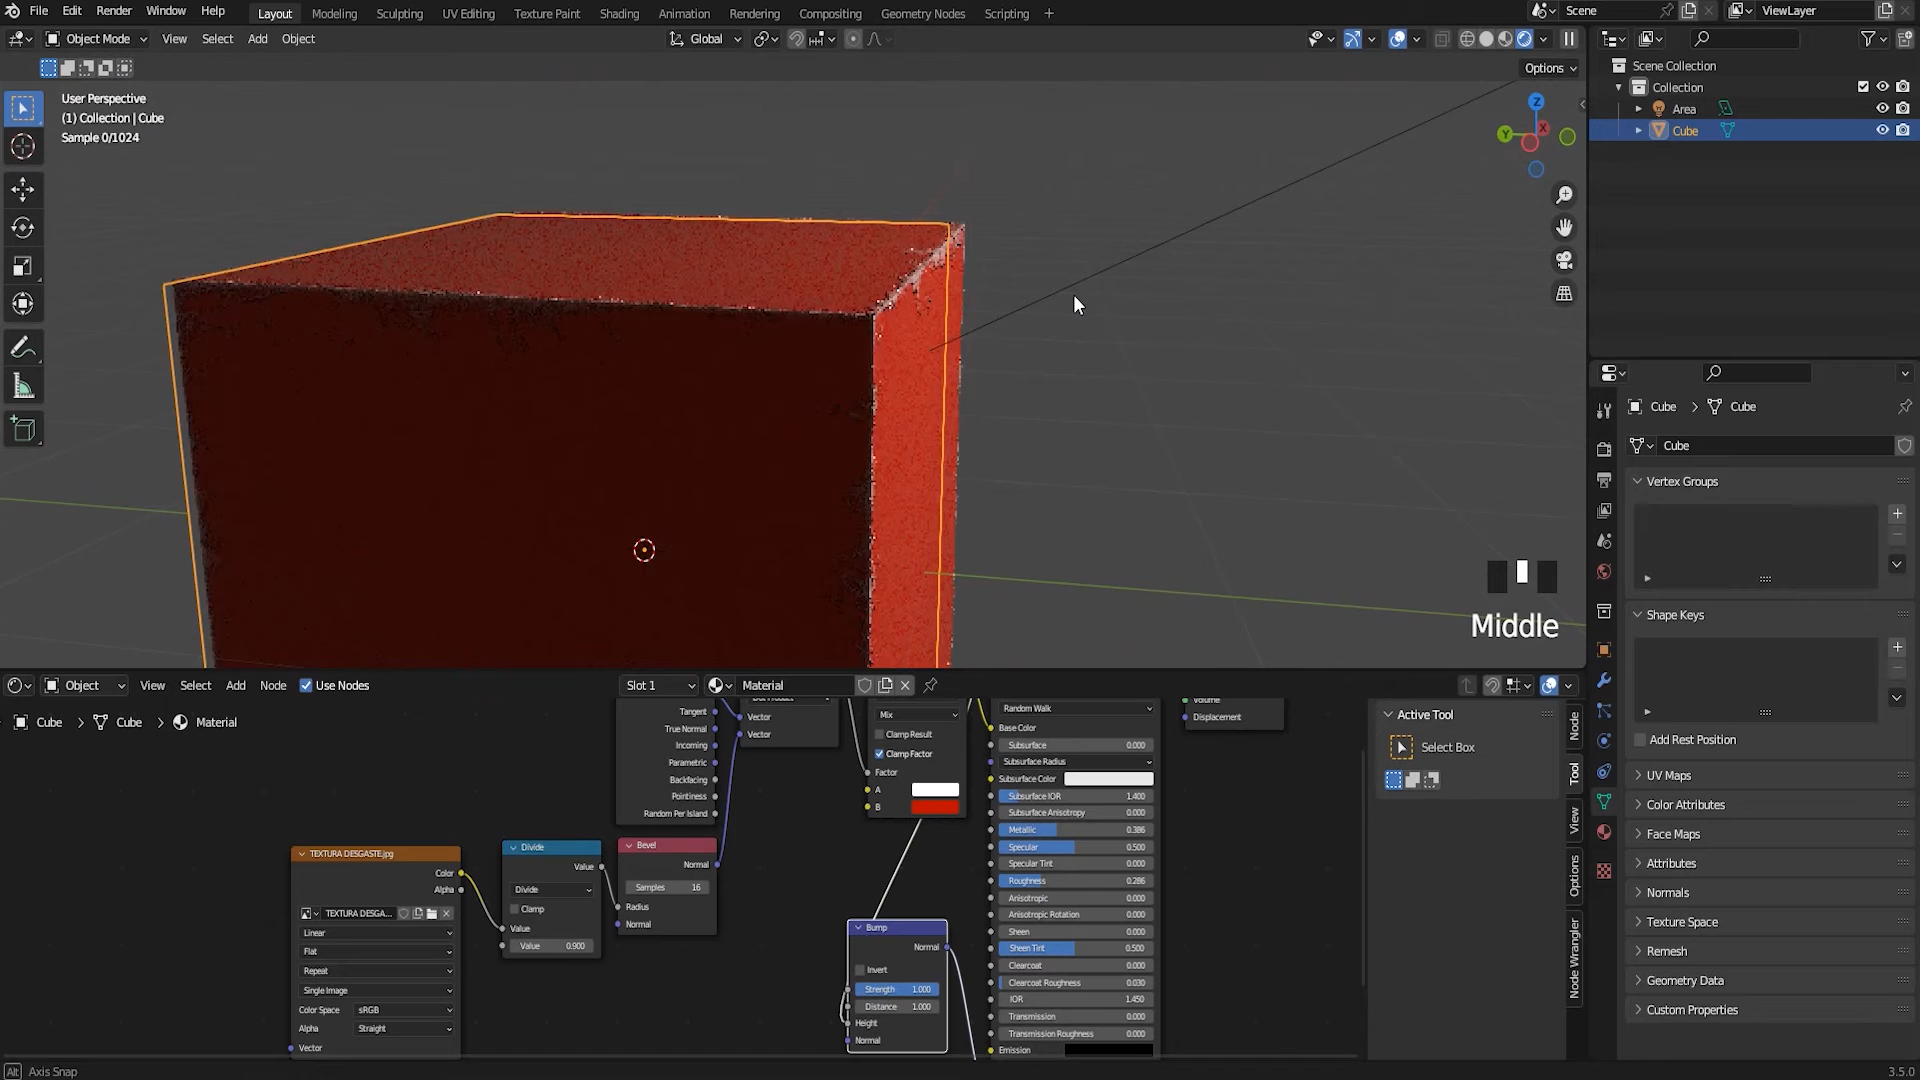 File Edit Render Window Help Layout Modeling Sculpting UV Editing Texture Paint Shading Animation Rendering Compositing Geometry Nodes Scripting + Scene ViewLayer
Object Mode View Select Add Object Global
Options
User Perspective
(1) Collection | Cube
Sample 0/1024
Z
Y
X
Middle
Scene Collection
Collection
Area
Cube
Cube > Cube
Cube
Vertex Groups
Shape Keys
Add Rest Position
UV Maps
Color Attributes
Face Maps
Attributes
Normals
Texture Space
Remesh
Geometry Data
Custom Properties
Object View Select Add Node Use Nodes Slot 1 Material
Cube > Cube > Material
Tangent
True Normal
Incoming
Parametric
Backfacing
Pointiness
Random Per Island
Vector
Vector
Mix
Clamp Result
Clamp Factor
Factor
A
B
Random Walk
Base Color
Subsurface 0.000
Subsurface Radius
Subsurface Color
Subsurface IOR 1.400
Subsurface Anisotropy 0.000
Metallic 0.386
Specular 0.500
Specular Tint 0.000
Roughness 0.286
Anisotropic 0.000
Anisotropic Rotation 0.000
Sheen 0.000
Sheen Tint 0.500
Clearcoat 0.000
Clearcoat Roughness 0.030
IOR 1.450
Transmission 0.000
Transmission Roughness 0.000
Emission
Volume
Displacement
TEXTURA DESGASTE.jpg
Color
Alpha
TEXTURA DESGA...
Linear
Flat
Repeat
Single Image
Color Space sRGB
Alpha Straight
Vector
Divide
Value
Divide
Clamp
Value
Value 0.900
Bevel
Normal
Samples 16
Radius
Normal
Bump
Normal
Invert
Strength 1.000
Distance 1.000
Height
Normal
Active Tool
Select Box
Node
Tool
View
Options
Node Wrangler
Alt Axis Snap
3.5.0